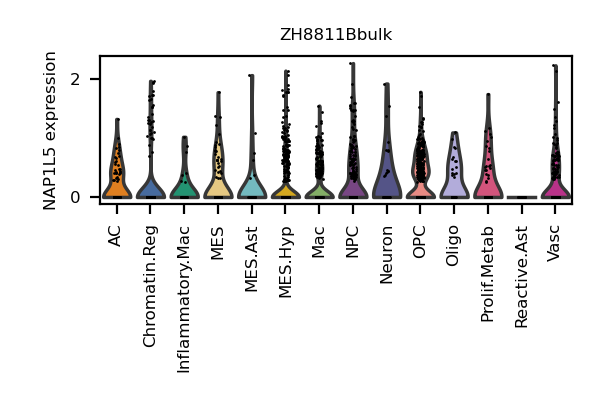 ZH8811Bbulk
NAP1L5 expression
2
0
AC
Chromatin.Reg
Inflammatory.Mac
MES
MES.Ast
MES.Hyp
Mac
NPC
Neuron
OPC
Oligo
Prolif.Metab
Reactive.Ast
Vasc